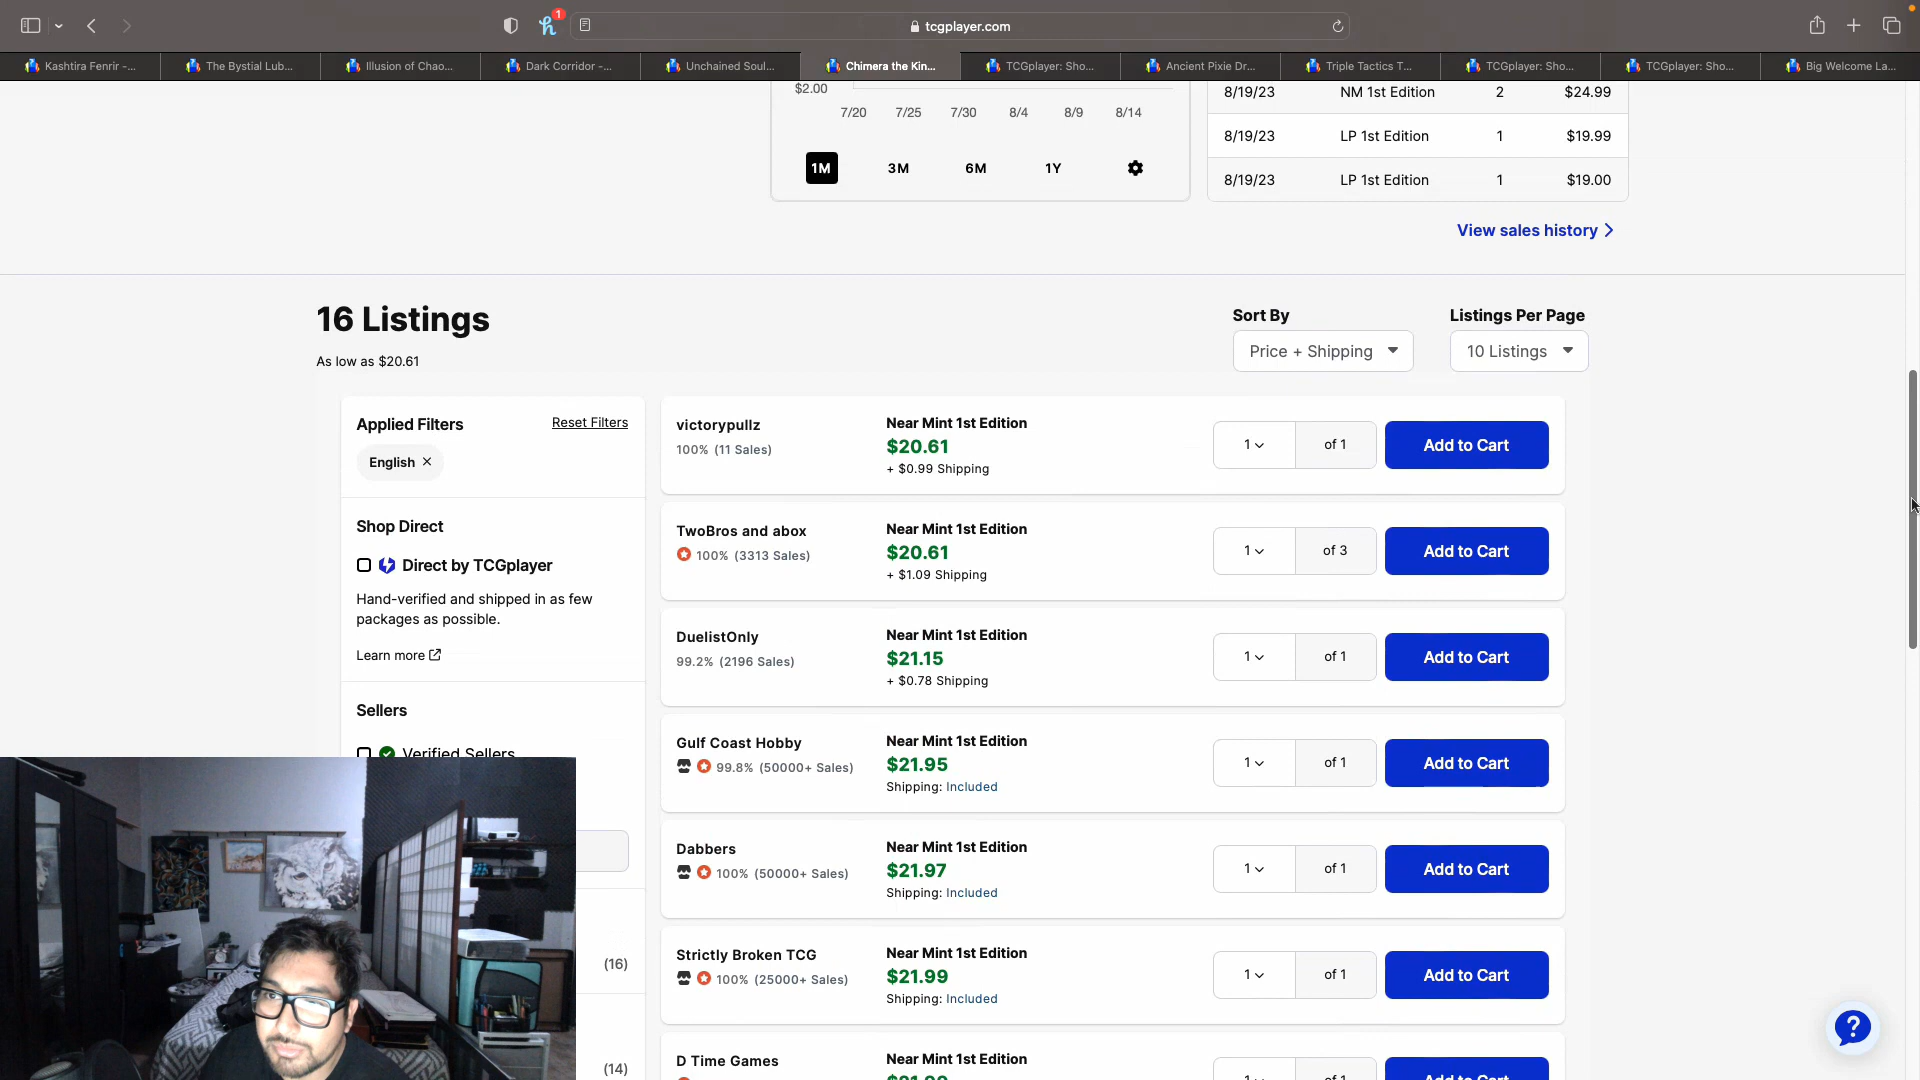 1
tcgplayer.com
Kashtira Fenrir -...
The Bystial Lub...
Illusion of Chao...
Dark Corridor -...
Unchained Soul...
Chimera the Kin...
TCGplayer: Sho...
Ancient Pixie Dr...
Triple Tactics T...
TCGplayer: Sho...
TCGplayer: Sho...
Big Welcome La...
$2.00
7/20 7/25 7/30 8/4 8/9 8/14
1M 3M 6M 1Y
8/19/23 NM 1st Edition 2 $24.99
8/19/23 LP 1st Edition 1 $19.99
8/19/23 LP 1st Edition 1 $19.00
View sales history
16 Listings
As low as $20.61
Sort By
Price + Shipping
Listings Per Page
10 Listings
Applied Filters
Reset Filters
English
Shop Direct
Direct by TCGplayer
Hand-verified and shipped in as few
packages as possible.
Learn more
Sellers
Verified Sellers
(16)
(14)
victorypullz
100% (11 Sales)
Near Mint 1st Edition
$20.61
+ $0.99 Shipping
1 of 1
Add to Cart
TwoBros and abox
100% (3313 Sales)
Near Mint 1st Edition
$20.61
+ $1.09 Shipping
1 of 3
Add to Cart
DuelistOnly
99.2% (2196 Sales)
Near Mint 1st Edition
$21.15
+ $0.78 Shipping
1 of 1
Add to Cart
Gulf Coast Hobby
99.8% (50000+ Sales)
Near Mint 1st Edition
$21.95
Shipping: Included
1 of 1
Add to Cart
Dabbers
100% (50000+ Sales)
Near Mint 1st Edition
$21.97
Shipping: Included
1 of 1
Add to Cart
Strictly Broken TCG
100% (25000+ Sales)
Near Mint 1st Edition
$21.99
Shipping: Included
1 of 1
Add to Cart
D Time Games
Near Mint 1st Edition
$21.99
1 of 1
Add to Cart
?